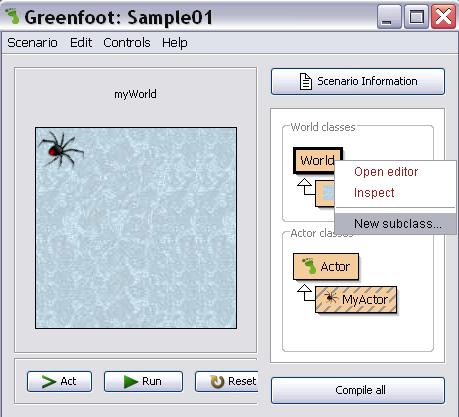 Greenfoot: Sample01
Scenario Edit Controls Help
myWorld
Scenario Information
World classes
World
Open editor
Inspect
New subclass...
Actor classes
Actor
MyActor
Act
Run
Reset
Compile all